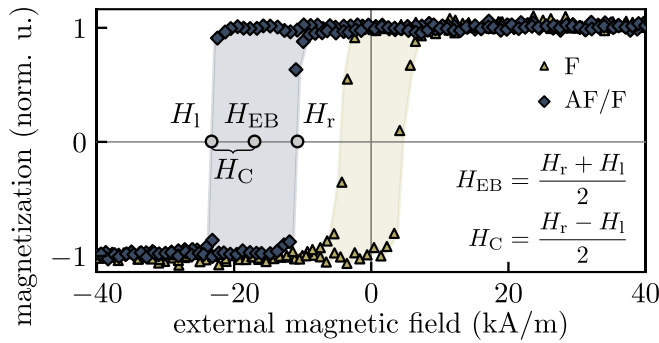 magnetization (norm. u.)
1
0
−1
F
AF/F
H_l
H_EB
H_r
H_C
H_EB = (H_r + H_l) / 2
H_C = (H_r − H_l) / 2
−40 −20 0 20 40
external magnetic field (kA/m)